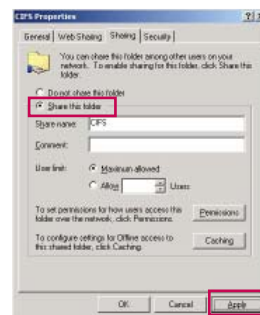 CIFS Properties
General Web Sharing Sharing Security
You can share this folder among other users on your
network. To enable sharing for this folder, click Share this
folder.
Do not share this folder
Share this folder
Share name: CIFS
Comment:
User limit: Maximum allowed
Allow Users
To set permissions for how users access this
folder over the network, click Permissions.
Permissions
To configure settings for Offline access to
this shared folder, click Caching.
Caching
OK Cancel Apply